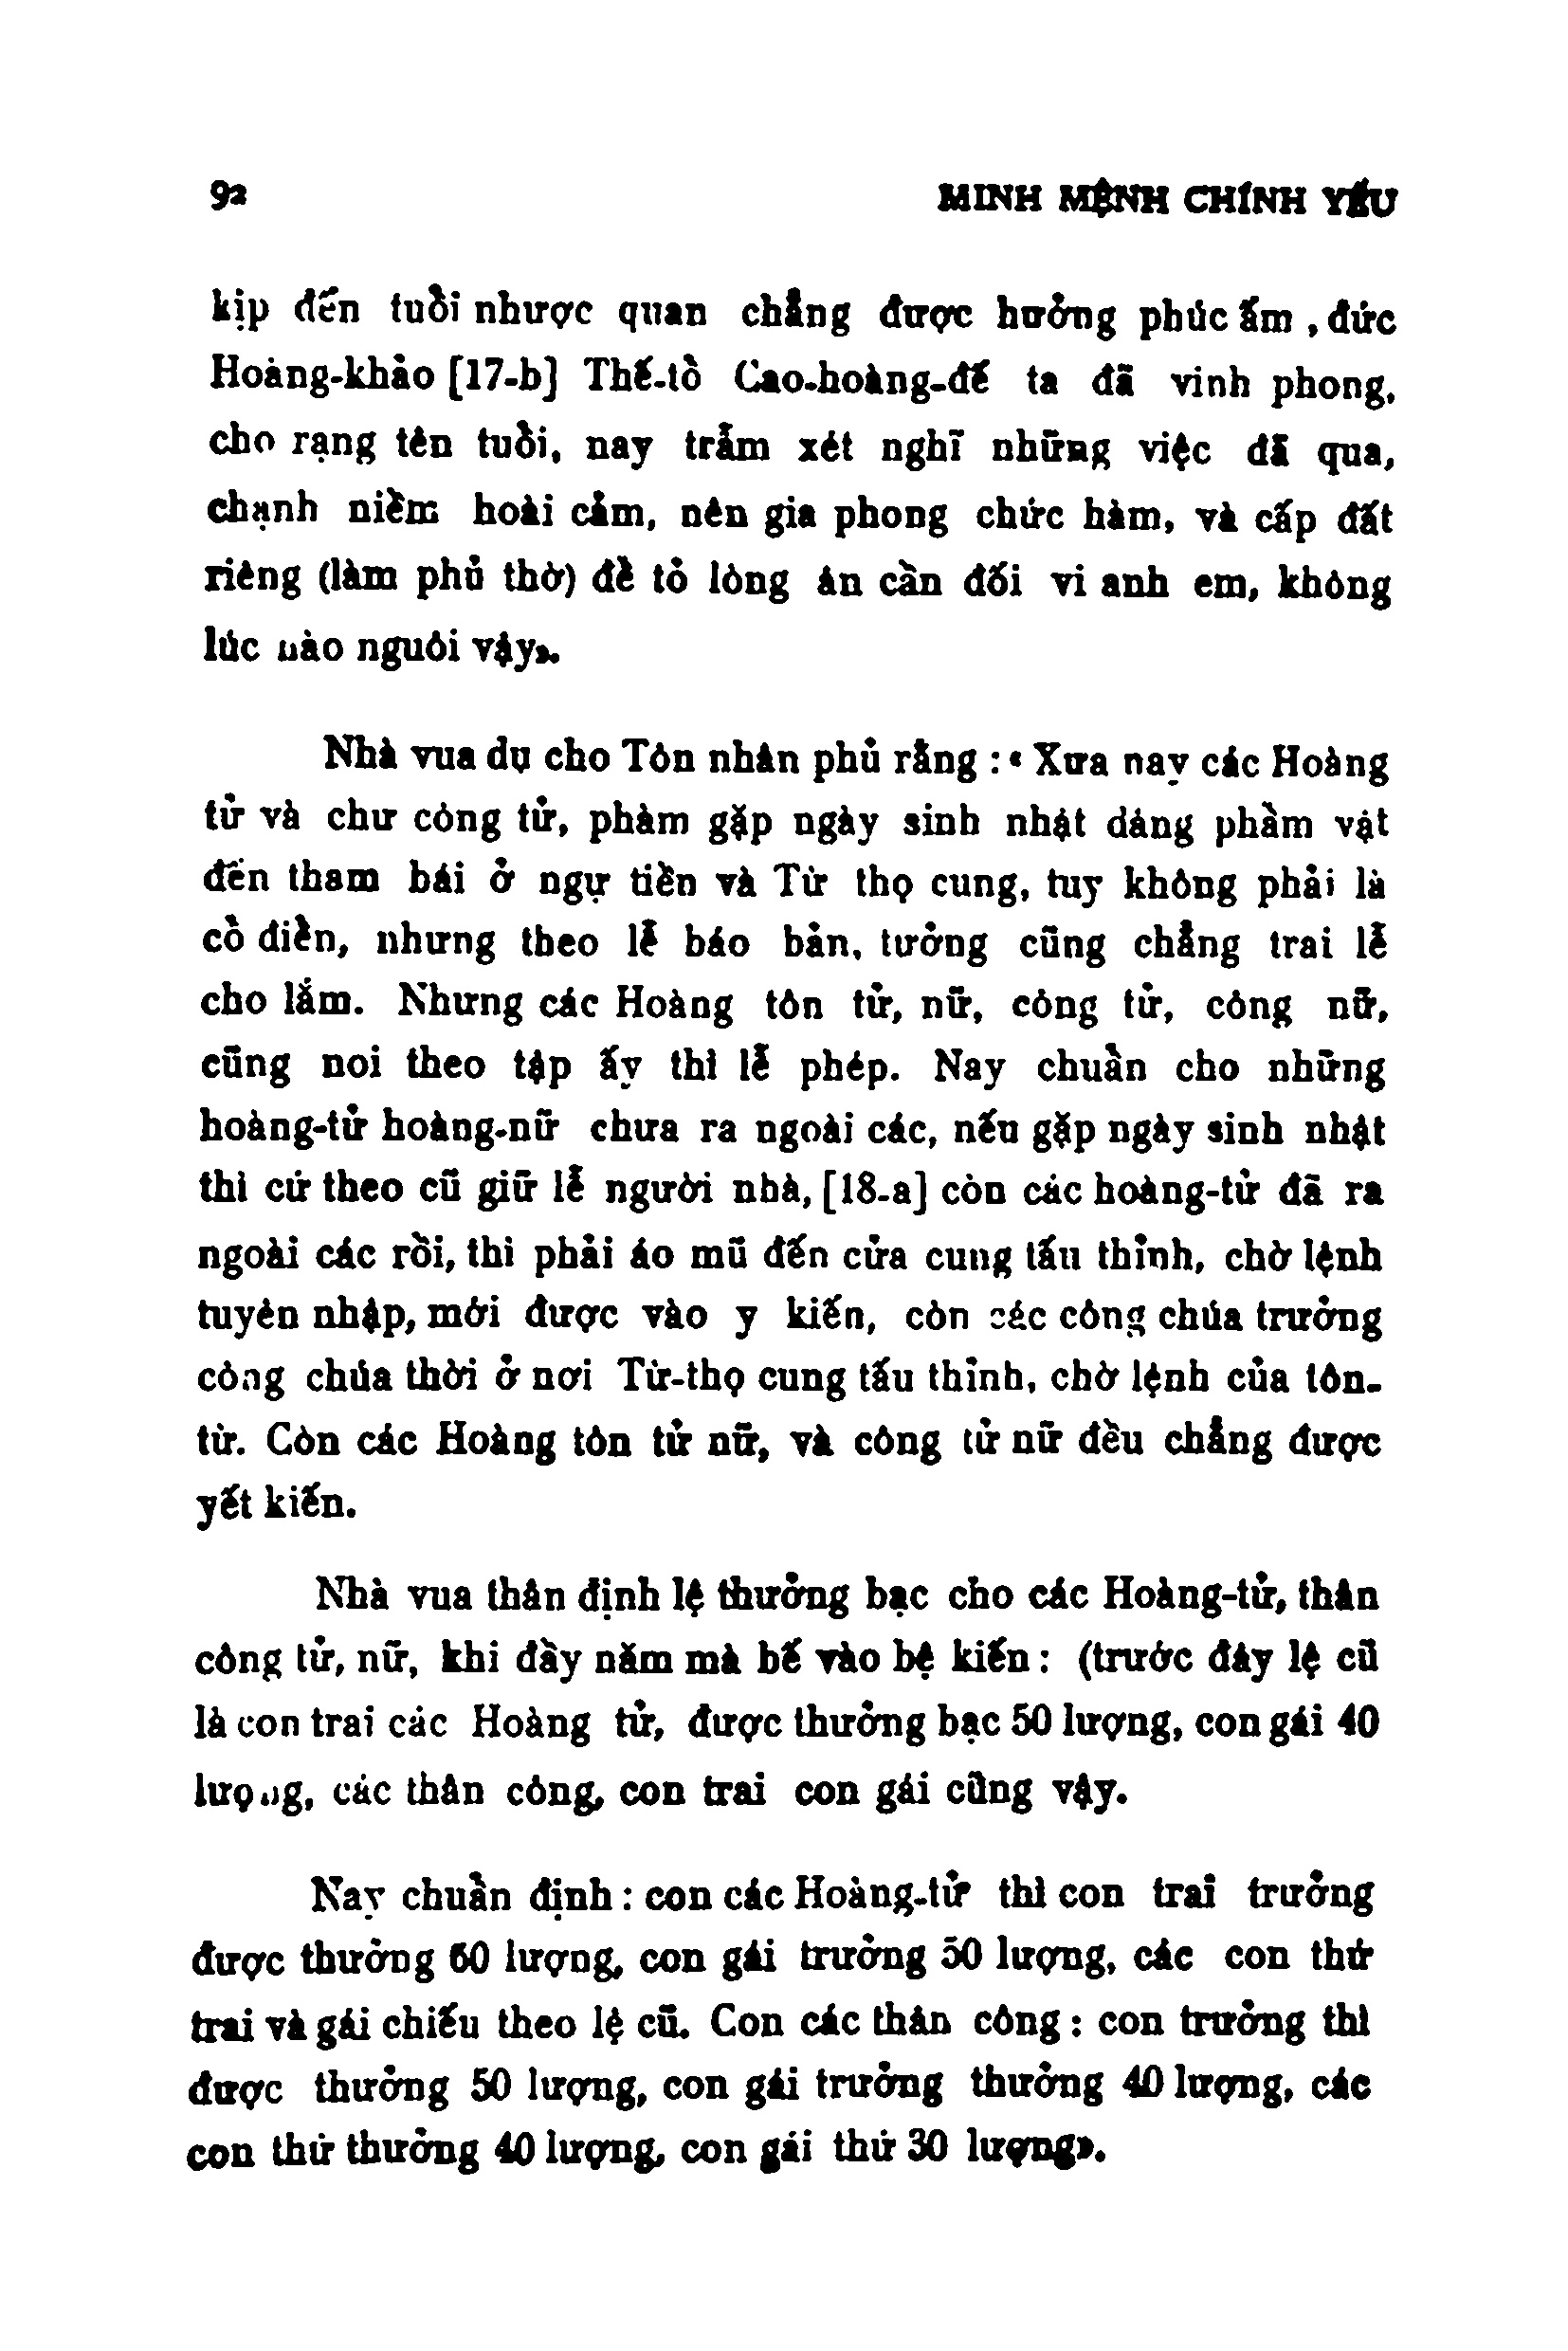 92 MINH MỆNH CHÍNH YẾU
kịp đến tuổi nhược quan chẳng được hưởng phúc ấm , đức
Hoàng-khảo [17-b] Thế-tổ Cao-hoàng-đế ta đã vinh phong,
cho rạng tên tuổi, nay trẫm xét nghĩ những việc đã qua,
chạnh niềm hoài cảm, nên gia phong chức hàm, và cấp đất
riêng (làm phủ thờ) để tỏ lòng ân cần đối vi anh em, không
lúc nào nguôi vậy».
Nhà vua dụ cho Tôn nhân phủ rằng : « Xưa nay các Hoàng
tử và chư công tử, phàm gặp ngày sinh nhật dâng phẩm vật
đến tham bái ở ngự tiền và Từ thọ cung, tuy không phải là
cổ điển, nhưng theo lễ báo bản, tưởng cũng chẳng trai lễ
cho lắm. Nhưng các Hoàng tôn tử, nữ, công tử, công nữ,
cũng noi theo tập ấy thì lễ phép. Nay chuẩn cho những
hoàng-tử hoàng-nữ chưa ra ngoài các, nếu gặp ngày sinh nhật
thì cứ theo cũ giữ lễ người nhà, [18-a] còn các hoàng-tử đã ra
ngoài các rồi, thì phải áo mũ đến cửa cung tấu thỉnh, chờ lệnh
tuyên nhập, mới được vào y kiến, còn các công chúa trưởng
công chúa thời ở nơi Từ-thọ cung tấu thỉnh, chờ lệnh của tôn-
từ. Còn các Hoàng tôn tử nữ, và công tử nữ đều chẳng được
yết kiến.
Nhà vua thân định lệ thưởng bạc cho các Hoàng-tử, thân
công tử, nữ, khi đầy năm mà bế vào bệ kiến : (trước đây lệ cũ
là con trai các Hoàng tử, được thưởng bạc 50 lượng, con gái 40
lượng, các thân công, con trai con gái cũng vậy.
Nay chuẩn định : con các Hoàng-tử thì con trai trưởng
được thưởng 60 lượng, con gái trưởng 50 lượng, các con thứ
trai và gái chiếu theo lệ cũ. Con các thân công : con trưởng thì
được thưởng 50 lượng, con gái trưởng thưởng 40 lượng, các
con thứ thưởng 40 lượng, con gái thứ 30 lượng».